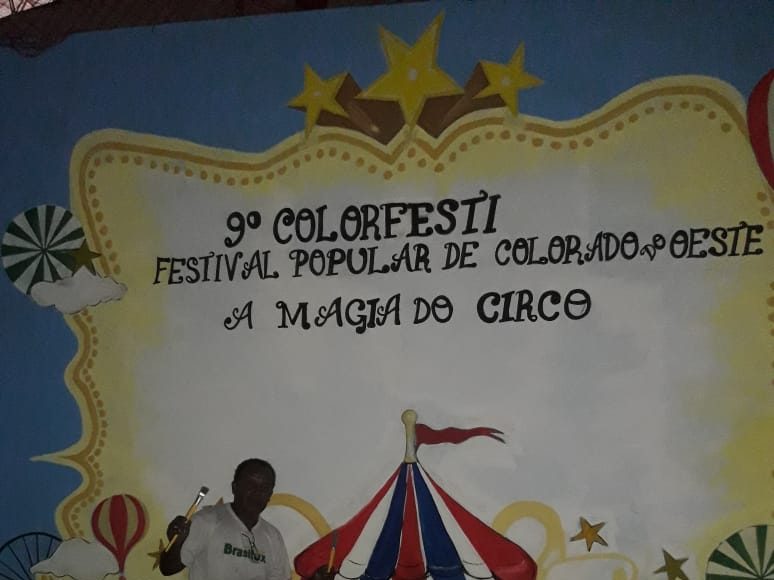 9º COLORFESTI
FESTIVAL POPULAR DE COLORADO DO OESTE
A MAGIA DO CIRCO